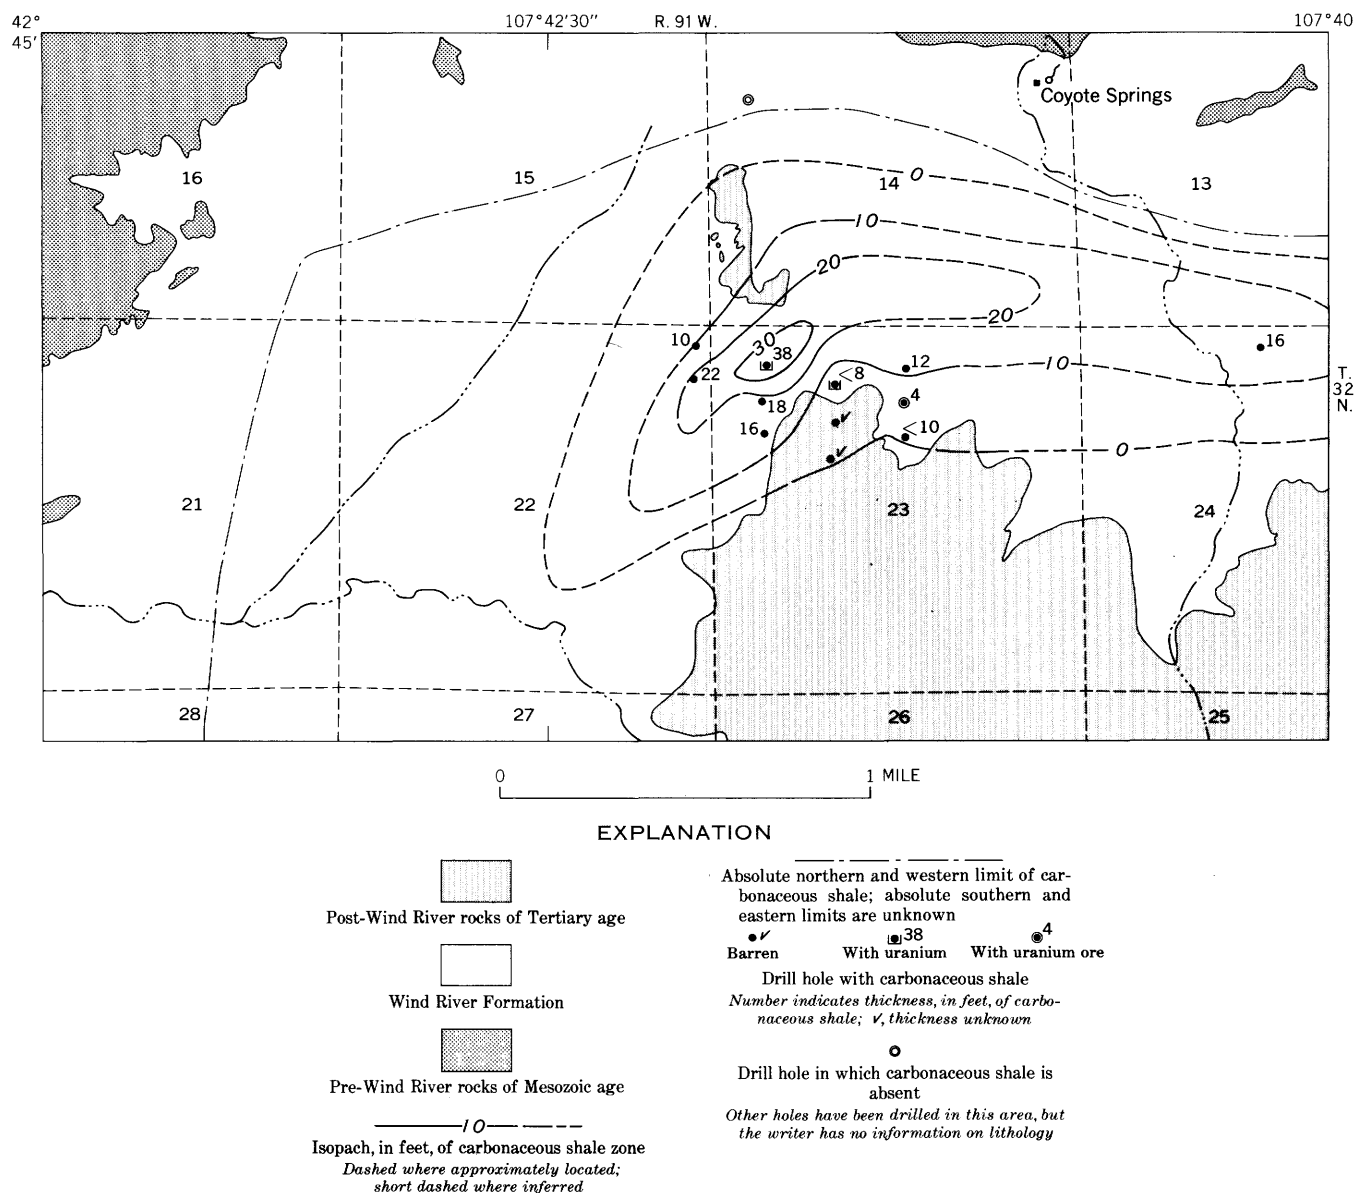 42°
45'
107°42'30"
R. 91 W.
107°40'
Coyote Springs
16
15
14
13
0
10
20
20
30
38
10
22
18
16
<8
12
4
<10
✓
✓
10
0
16
T.
32
N.
21
22
23
24
28
27
26
25
0
1 MILE
EXPLANATION
Post-Wind River rocks of Tertiary age
Wind River Formation
Pre-Wind River rocks of Mesozoic age
10
Isopach, in feet, of carbonaceous shale zone
Dashed where approximately located;
short dashed where inferred
Absolute northern and western limit of car-
bonaceous shale; absolute southern and
eastern limits are unknown
✓ 38 4
Barren With uranium With uranium ore
Drill hole with carbonaceous shale
Number indicates thickness, in feet, of carbo-
naceous shale; ✓, thickness unknown
Drill hole in which carbonaceous shale is
absent
Other holes have been drilled in this area, but
the writer has no information on lithology